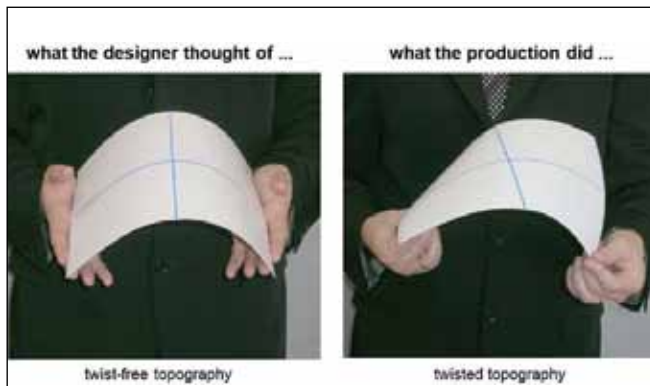 what the designer thought of ...
what the production did ...
twist-free topography
twisted topography